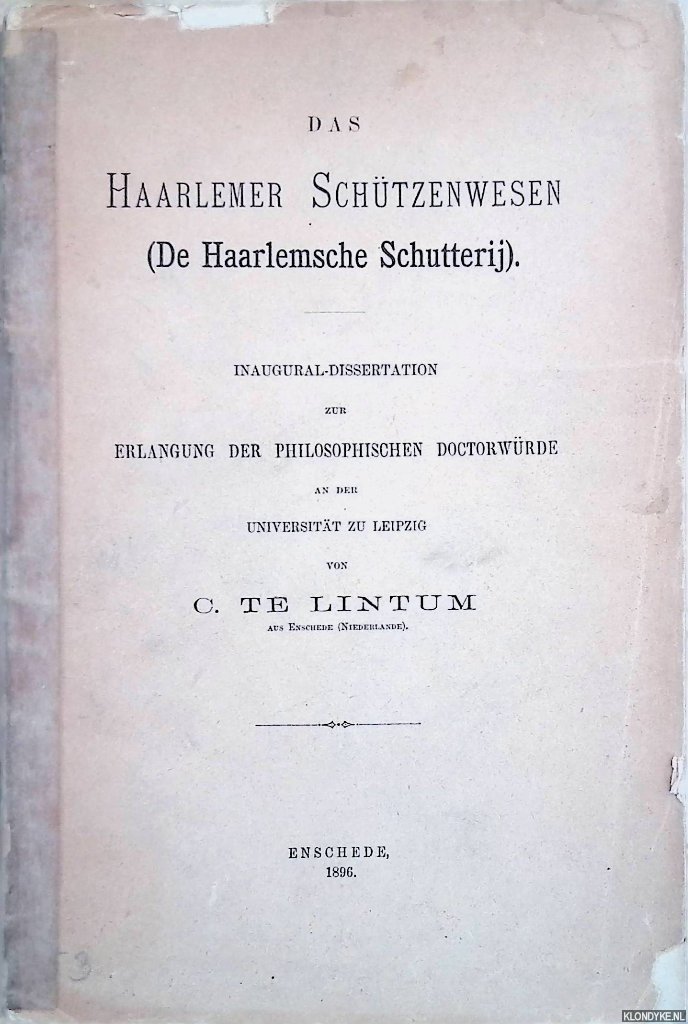 DAS
HAARLEMER SCHÜTZENWESEN
(De Haarlemsche Schutterij).
INAUGURAL-DISSERTATION
ZUR
ERLANGUNG DER PHILOSOPHISCHEN DOCTORWÜRDE
AN DER
UNIVERSITÄT ZU LEIPZIG
VON
C. TE LINTUM
AUS ENSCHEDE (NIEDERLANDE).
ENSCHEDE,
1896.
3
KLONDYKE.NL